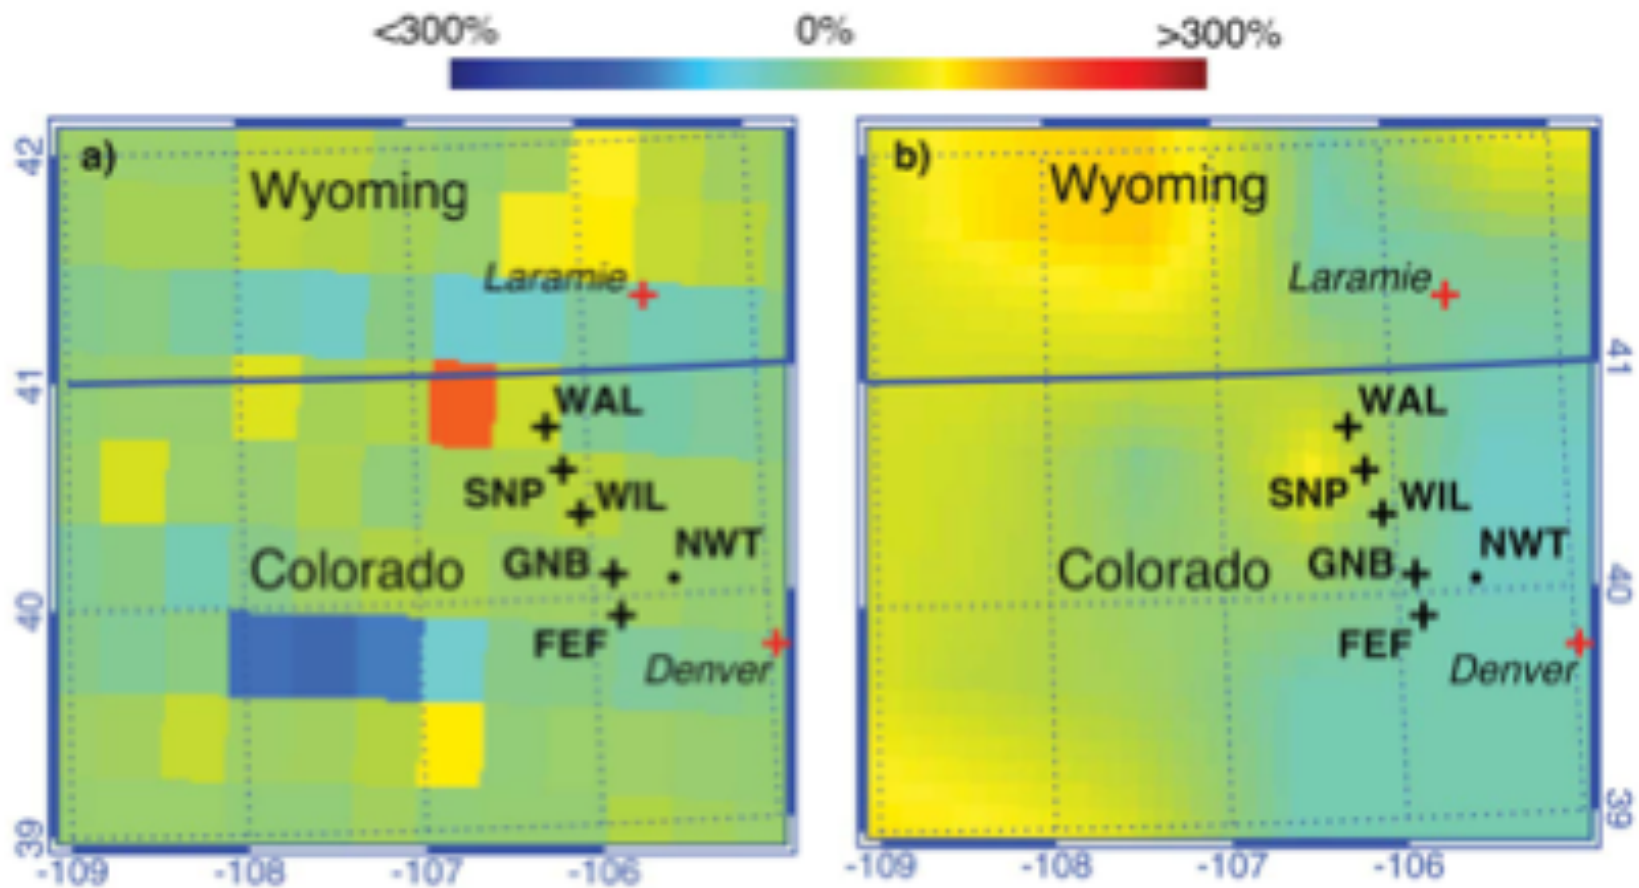 <300% 0% >300%
a) b)
Wyoming Wyoming
Laramie Laramie
WAL WAL
SNP WIL SNP WIL
NWT NWT
GNB GNB
Colorado Colorado
FEF FEF
Denver Denver
42
41 41
40 40
39 39
-109 -108 -107 -106 -109 -108 -107 -106